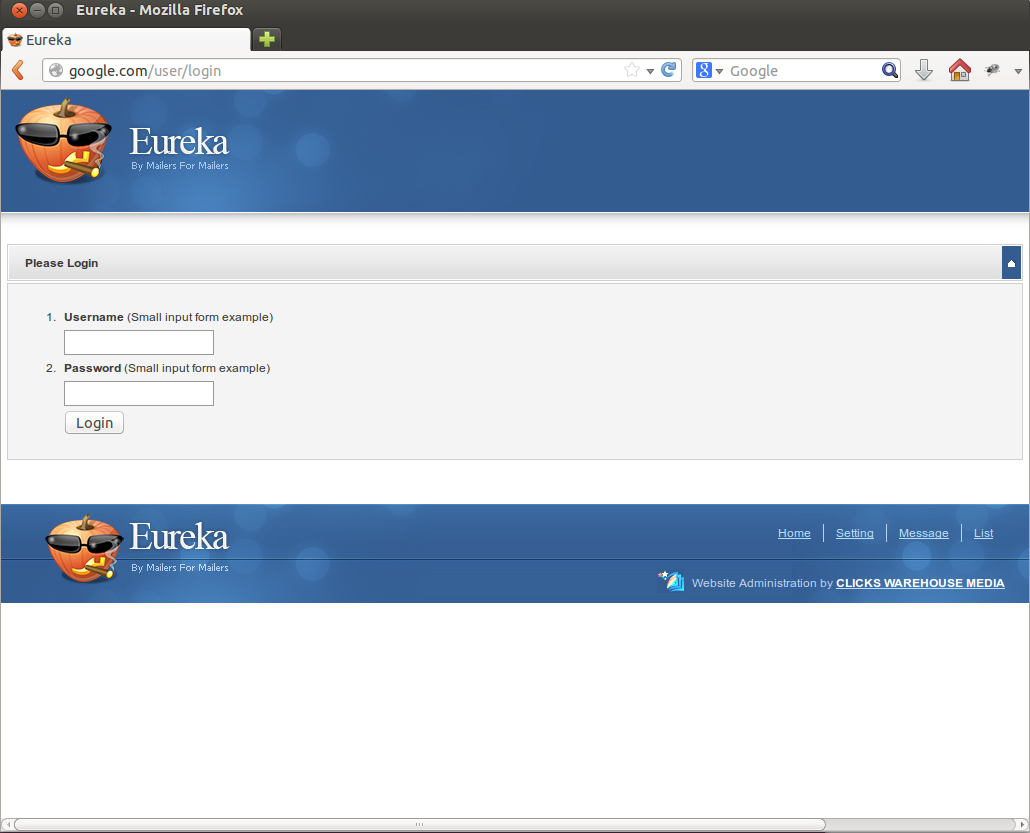 Eureka - Mozilla Firefox
Eureka
google.com/user/login
8 Google
Eureka
By Mailers For Mailers
Please Login
1. Username (Small input form example)
2. Password (Small input form example)
Login
Eureka
By Mailers For Mailers
Home Setting Message List
Website Administration by CLICKS WAREHOUSE MEDIA